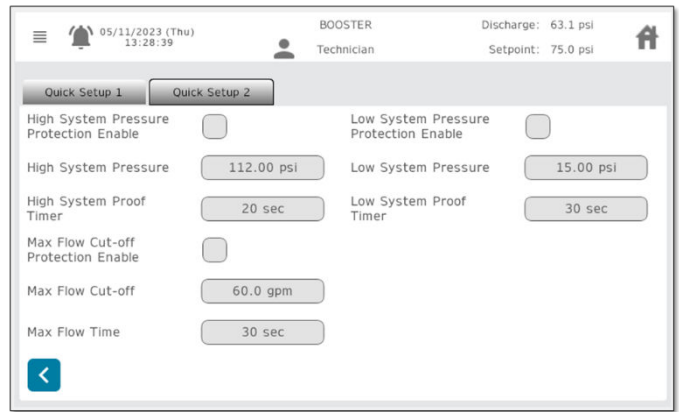 05/11/2023 (Thu)
13:28:39
BOOSTER
Technician
Discharge: 63.1 psi
Setpoint: 75.0 psi
Quick Setup 1
Quick Setup 2
High System Pressure
Protection Enable
Low System Pressure
Protection Enable
High System Pressure
112.00 psi
Low System Pressure
15.00 psi
High System Proof
Timer
20 sec
Low System Proof
Timer
30 sec
Max Flow Cut-off
Protection Enable
Max Flow Cut-off
60.0 gpm
Max Flow Time
30 sec